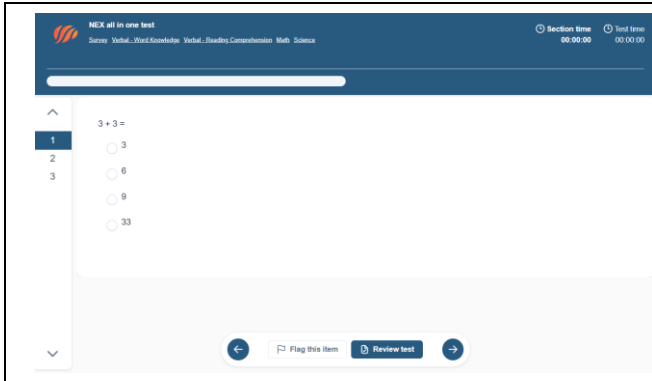 NEX all in one test
Survey Verbal - Word Knowledge Verbal - Reading Comprehension Math Science
Section time
00:00:00
Test time
00:00:00
1
2
3
3 + 3 =
3
6
9
33
Flag this item
Review test